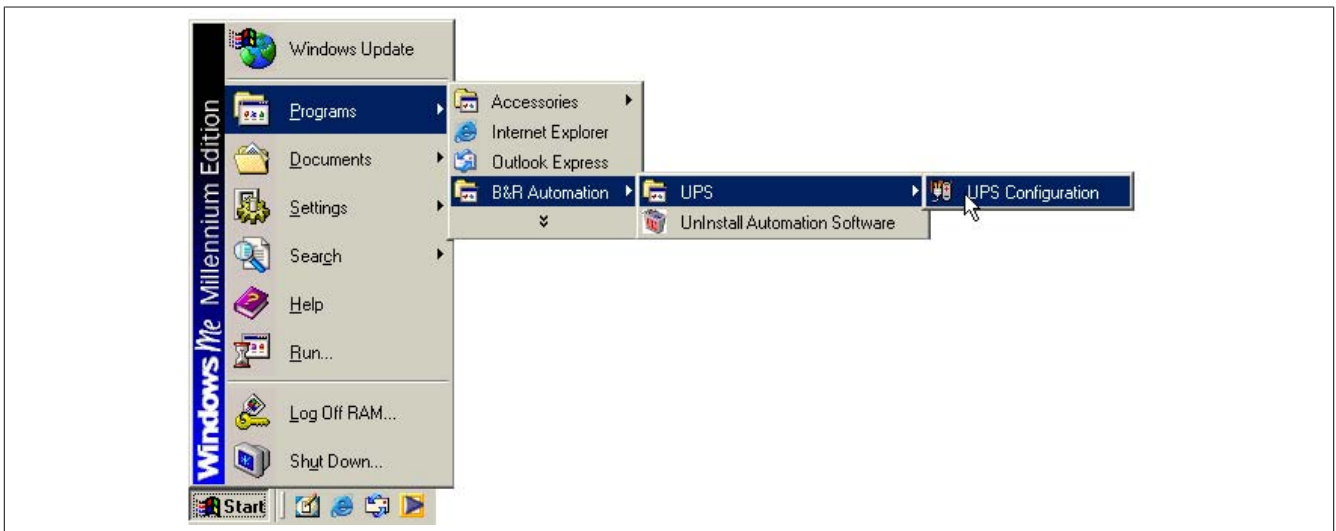 Windows Me Millennium Edition
Windows Update
Programs
Documents
Settings
Search
Help
Run...
Log Off RAM...
Shut Down...
Start
Accessories
Internet Explorer
Outlook Express
B&R Automation
UPS
UnInstall Automation Software
UPS Configuration